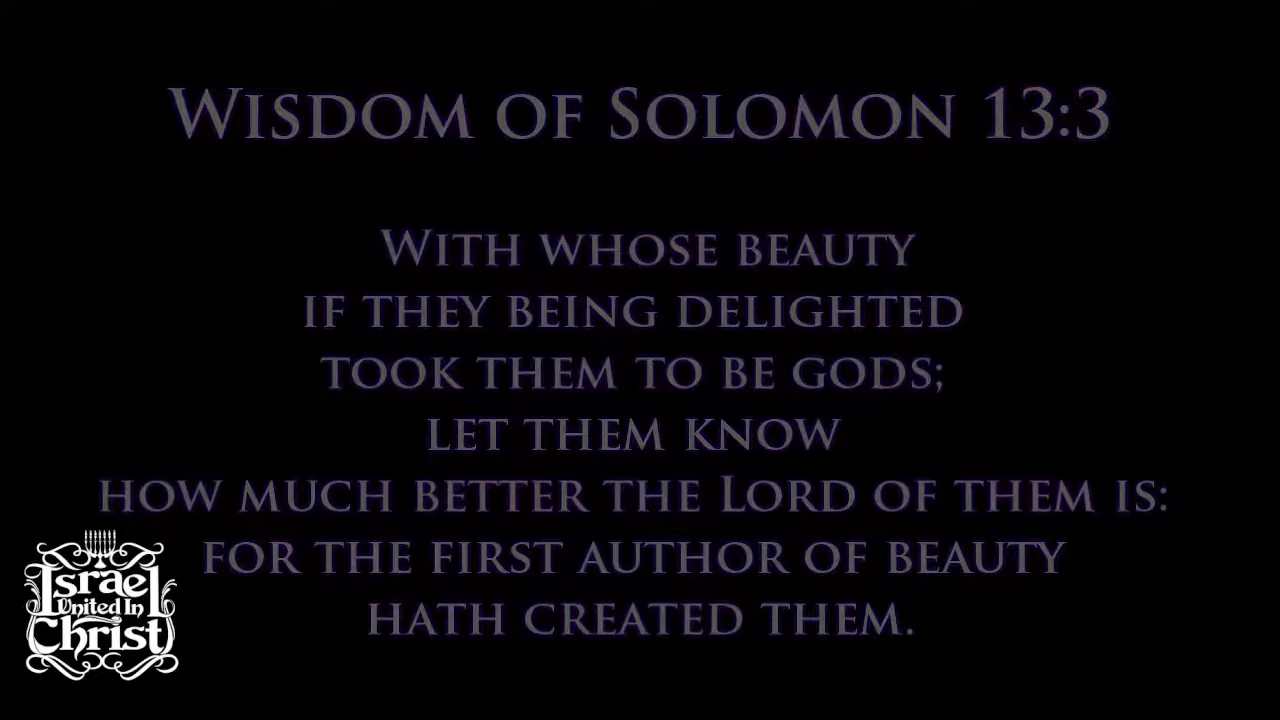 Wisdom of Solomon 13:3
With whose beauty
if they being delighted
took them to be gods;
let them know
how much better the Lord of them is:
for the first author of beauty
hath created them.
Israel
United In
Christ